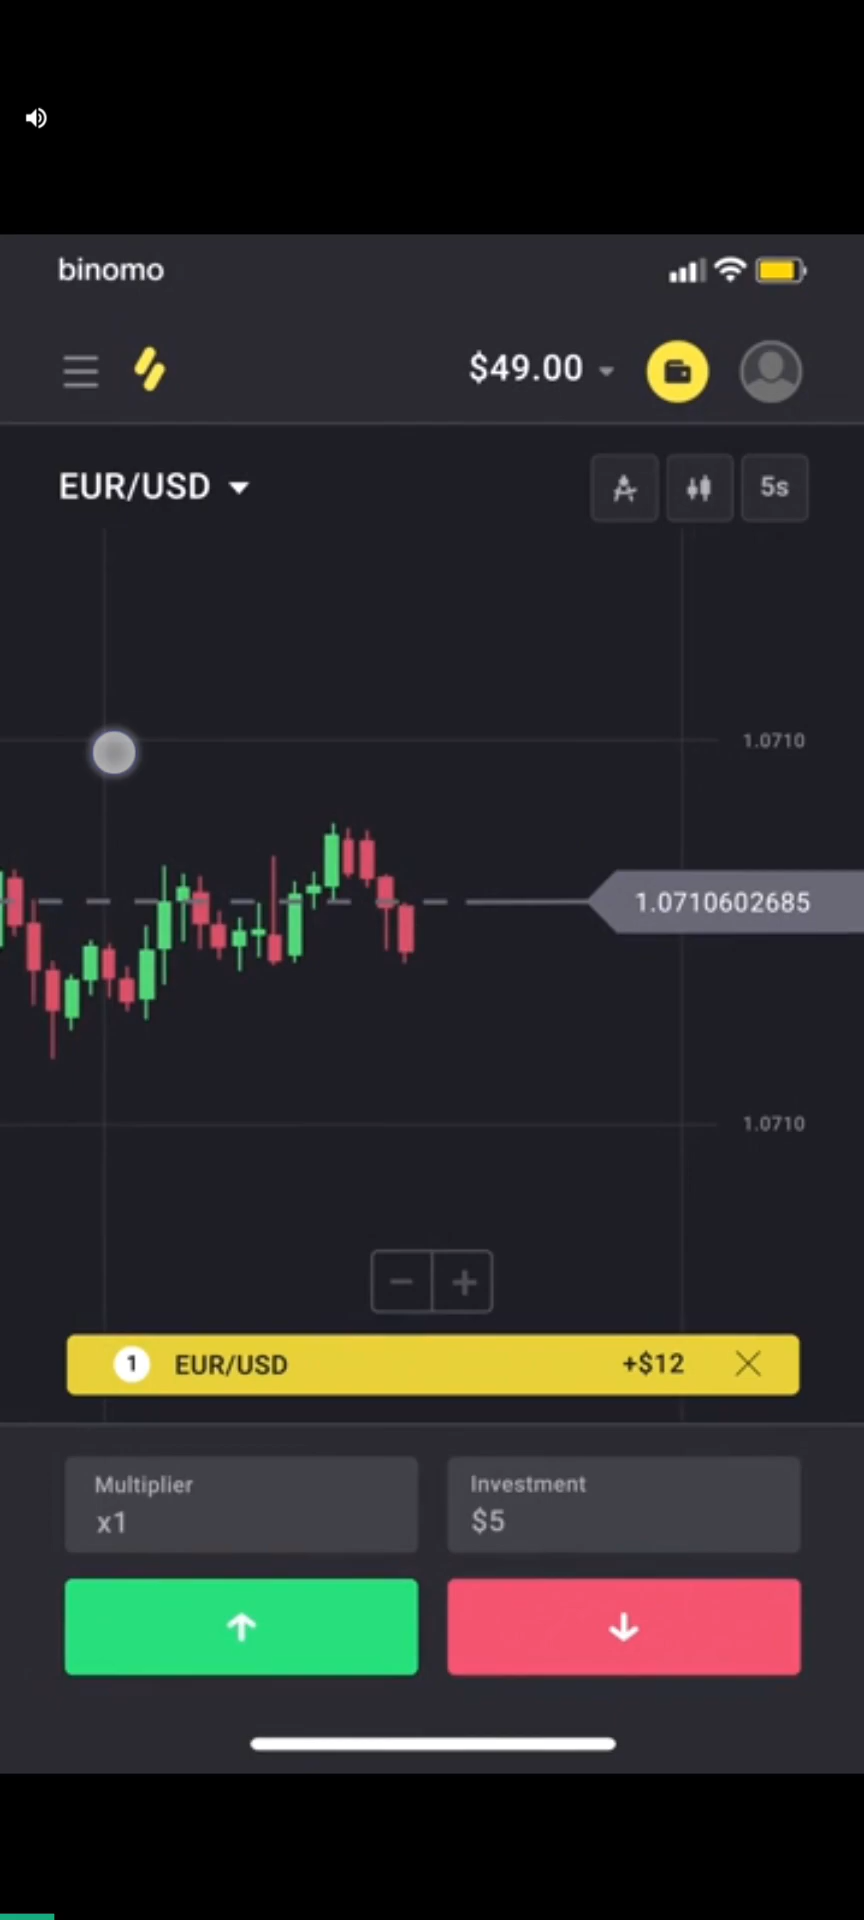 binomo
$49.00
EUR/USD
5s
1.0710
1.0710602685
1.0710
− +
1 EUR/USD +$12
Multiplier
x1
Investment
$5